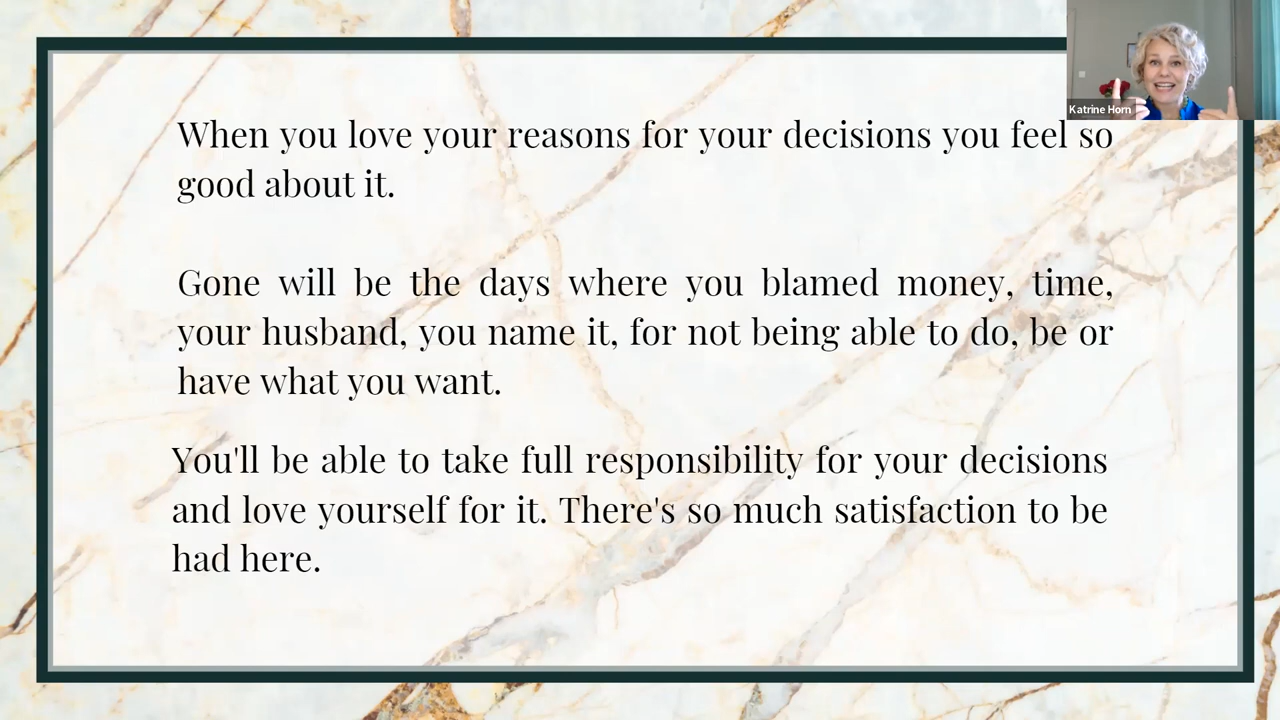 Katrine Horn
When you love your reasons for your decisions you feel so
good about it.
Gone will be the days where you blamed money, time,
your husband, you name it, for not being able to do, be or
have what you want.
You'll be able to take full responsibility for your decisions
and love yourself for it. There's so much satisfaction to be
had here.